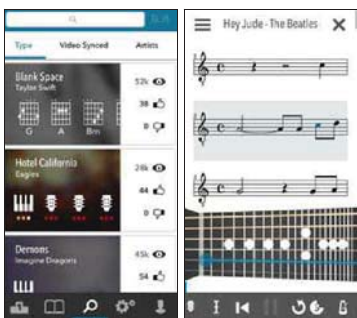 Type Video Synced Artists
Blank Space
Taylor Swift
52k
38
G A Bm
0
Hotel California
Eagles
28k
44
0
Demons
Imagine Dragons
45k
54
Hey Jude - The Beatles